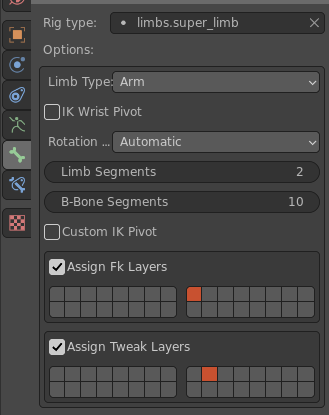 Rig type: limbs.super_limb
Options:
Limb Type: Arm
IK Wrist Pivot
Rotation ... Automatic
Limb Segments 2
B-Bone Segments 10
Custom IK Pivot
Assign Fk Layers
Assign Tweak Layers